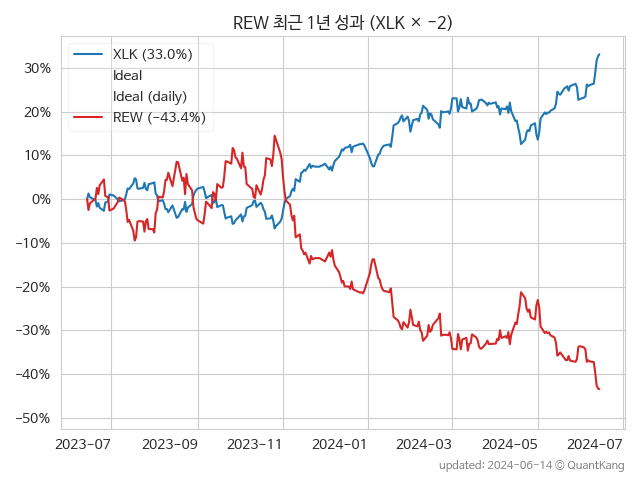 REW 최근 1년 성과 (XLK × −2)
XLK (33.0%)
Ideal
Ideal (daily)
REW (−43.4%)
30%
20%
10%
0%
−10%
−20%
−30%
−40%
−50%
2023−07
2023−09
2023−11
2024−01
2024−03
2024−05
2024−07
updated: 2024−06−14 © QuantKang